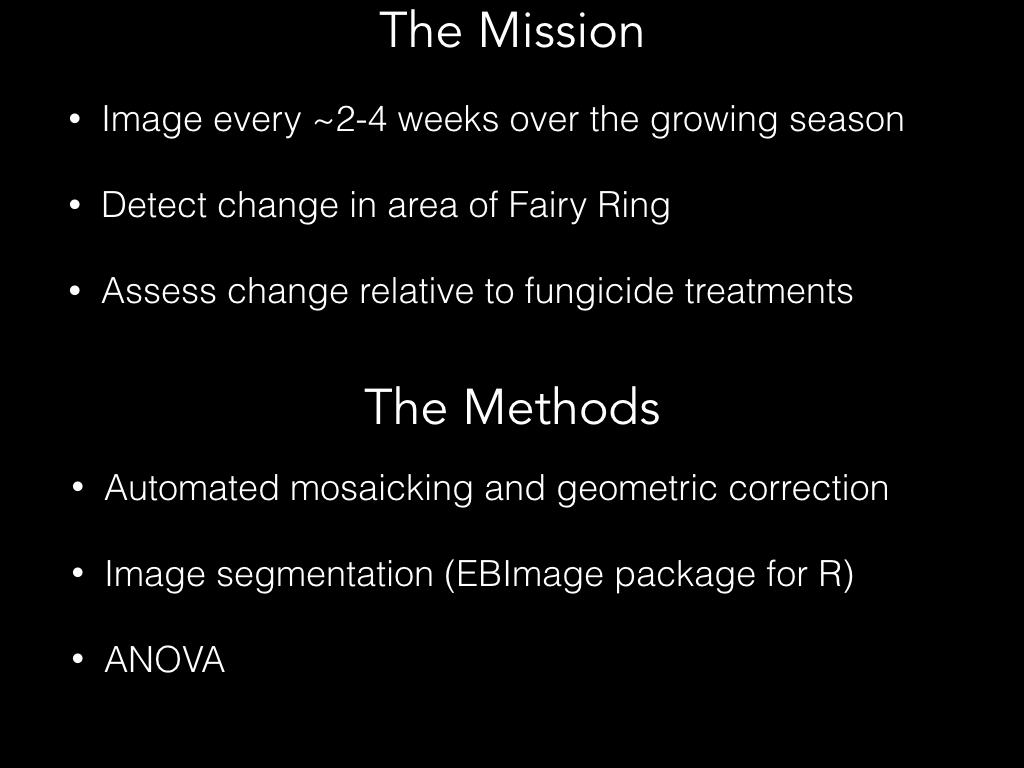 The Mission
• Image every ~2-4 weeks over the growing season
• Detect change in area of Fairy Ring
• Assess change relative to fungicide treatments
The Methods
• Automated mosaicking and geometric correction
• Image segmentation (EBImage package for R)
• ANOVA